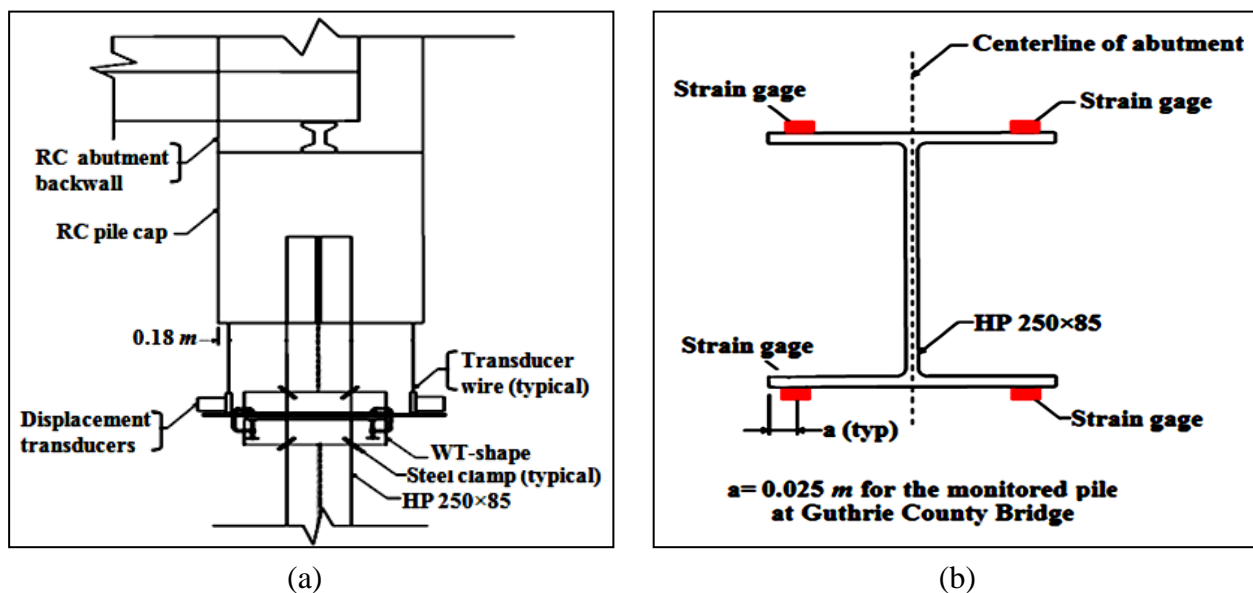 RC abutment
backwall
RC pile cap
0.18 m
Transducer
wire (typical)
Displacement
transducers
WT-shape
Steel clamp (typical)
HP 250×85
(a)
Centerline of abutment
Strain gage
Strain gage
HP 250×85
Strain gage
Strain gage
a (typ)
a= 0.025 m for the monitored pile
at Guthrie County Bridge
(b)